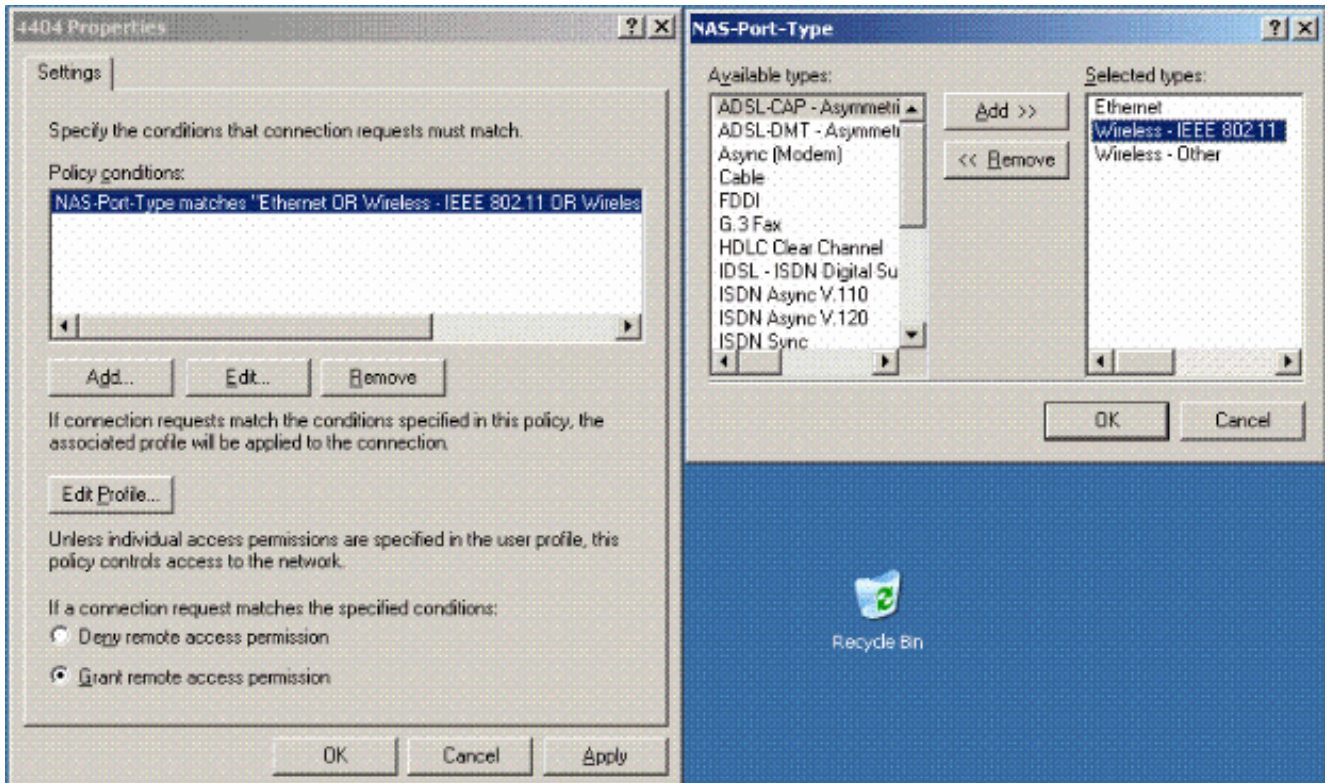 4404 Properties
Settings
Specify the conditions that connection requests must match.
Policy conditions:
NAS-Port-Type matches "Ethernet OR Wireless - IEEE 802.11 OR Wireles
Add...
Edit...
Remove
If connection requests match the conditions specified in this policy, the
associated profile will be applied to the connection.
Edit Profile...
Unless individual access permissions are specified in the user profile, this
policy controls access to the network.
If a connection request matches the specified conditions:
Deny remote access permission
Grant remote access permission
OK
Cancel
Apply
NAS-Port-Type
Available types:
ADSL-CAP - Asymmetri
ADSL-DMT - Asymmetri
Async (Modem)
Cable
FDDI
G.3 Fax
HDLC Clear Channel
IDSL - ISDN Digital Su
ISDN Async V.110
ISDN Async V.120
ISDN Sync
Add >>
<< Remove
Selected types:
Ethernet
Wireless - IEEE 802.11
Wireless - Other
OK
Cancel
Recycle Bin